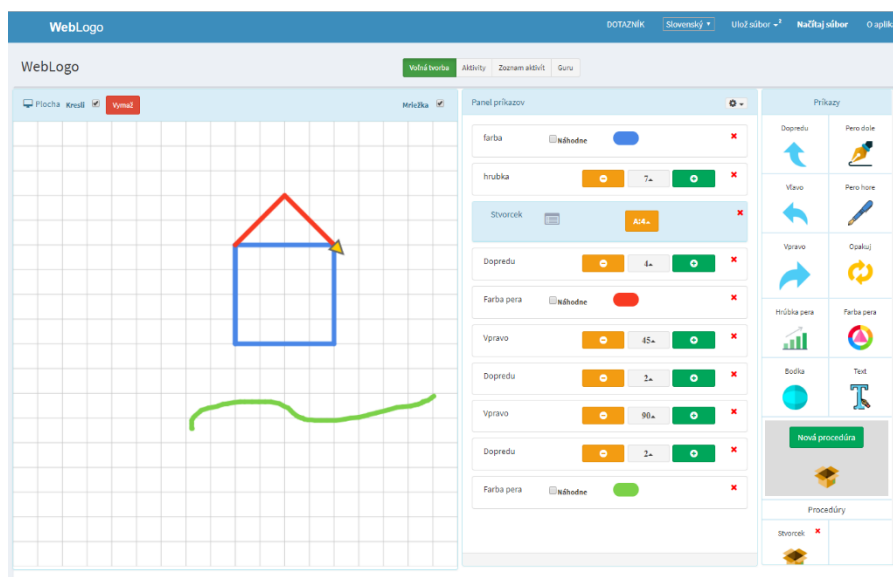 WebLogo
DOTAZNÍK
Slovenský
Ulož súbor
Načítaj súbor
O aplik
WebLogo
Voľná tvorba
Aktivity
Zoznam aktivít
Guru
Plocha Kresli
Vymaž
Mriežka
Panel príkazov
farba
Náhodne
hrubka
7
Stvorcek
A:4
Dopredu
4
Farba pera
Náhodne
Vpravo
45
Dopredu
2
Vpravo
90
Dopredu
2
Farba pera
Náhodne
Príkazy
Dopredu
Pero dole
Vľavo
Pero hore
Vpravo
Opakuj
Hrúbka pera
Farba pera
Bodka
Text
Nová procedúra
Procedúry
Stvorcek